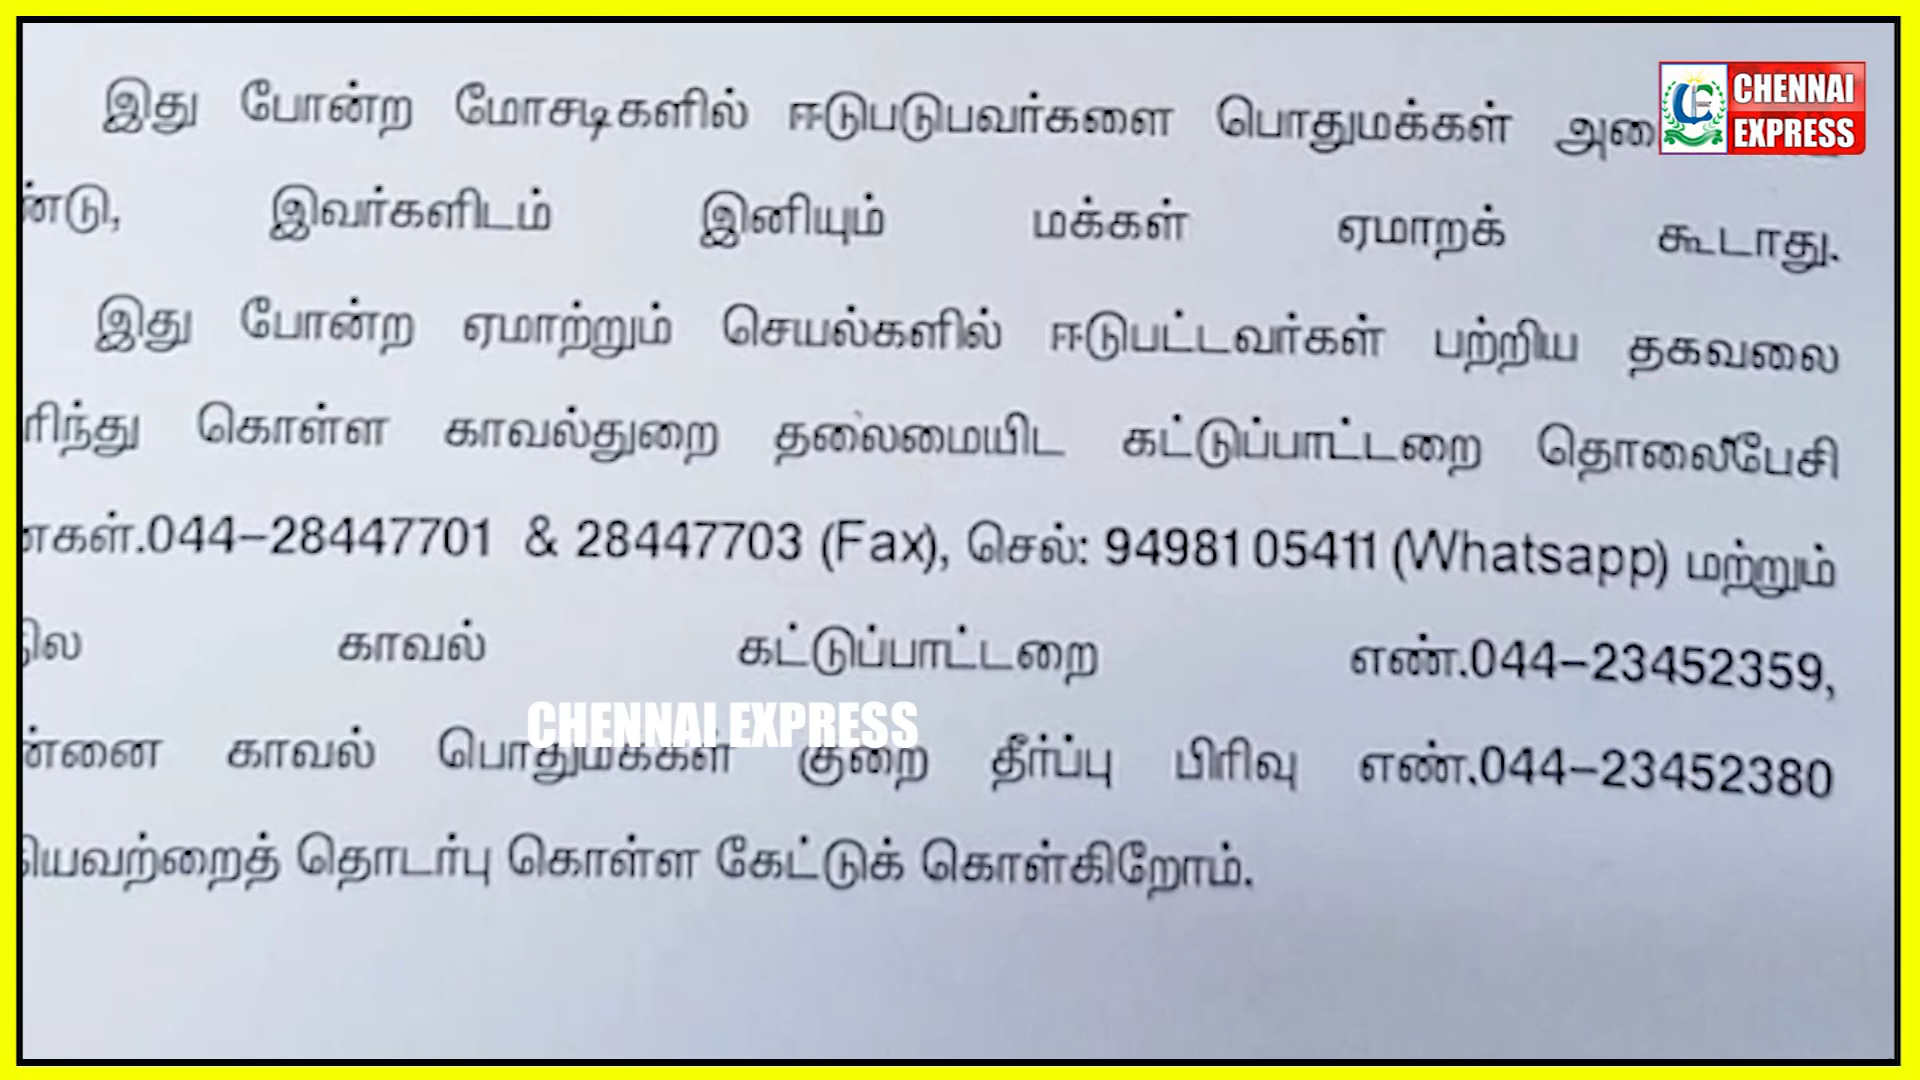 இது போன்ற மோசடிகளில் ஈடுபடுபவர்களை பொதுமக்கள்
CHENNAI
EXPRESS
இவர்களிடம் இனியும் மக்கள் ஏமாறக் கூடாது.
இது போன்ற ஏமாற்றும் செயல்களில் ஈடுபட்டவர்கள் பற்றிய தகவலை
கொள்ள காவல்துறை தலைமையிட கட்டுப்பாட்டறை தொலைபேசி
044–28447701 & 28447703 (Fax), செல்: 9498105411 (Whatsapp) மற்றும்
காவல் கட்டுப்பாட்டறை எண்.044–23452359,
CHENNAI EXPRESS
காவல் பொதுமக்கள் குறை தீர்ப்பு பிரிவு எண்.044–23452380
தொடர்பு கொள்ள கேட்டுக் கொள்கிறோம்.